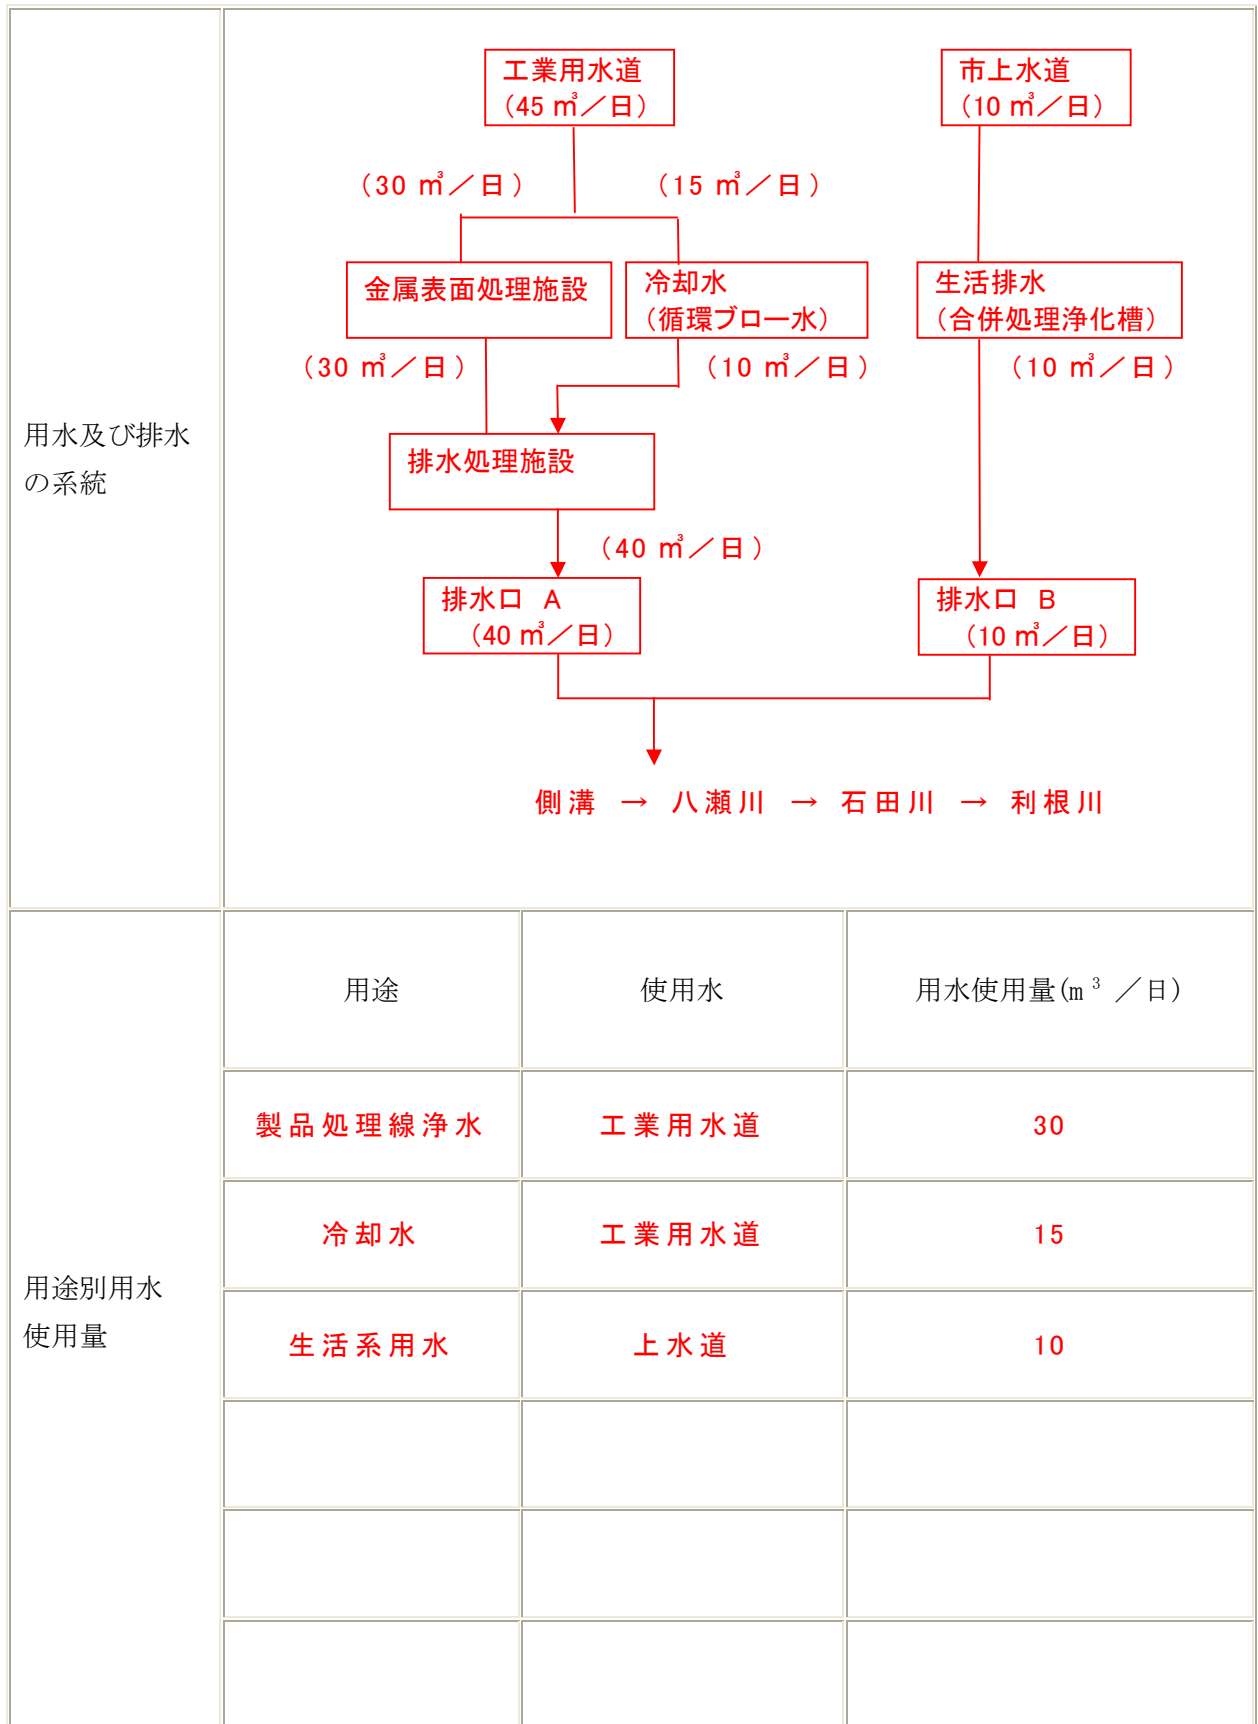 工業用水道
（45 ㎥／日）
市上水道
（10 ㎥／日）
（30 ㎥／日）
（15 ㎥／日）
金属表面処理施設
冷却水
（循環ブロー水）
生活排水
（合併処理浄化槽）
（30 ㎥／日）
（10 ㎥／日）
（10 ㎥／日）
用水及び排水
の系統
排水処理施設
（40 ㎥／日）
排水口 A
（40 ㎥／日）
排水口 B
（10 ㎥／日）
側溝 → 八瀬川 → 石田川 → 利根川
用途
使用水
用水使用量(m³／日)
製品処理線浄水
工業用水道
30
冷却水
工業用水道
15
用途別用水
使用量
生活系用水
上水道
10